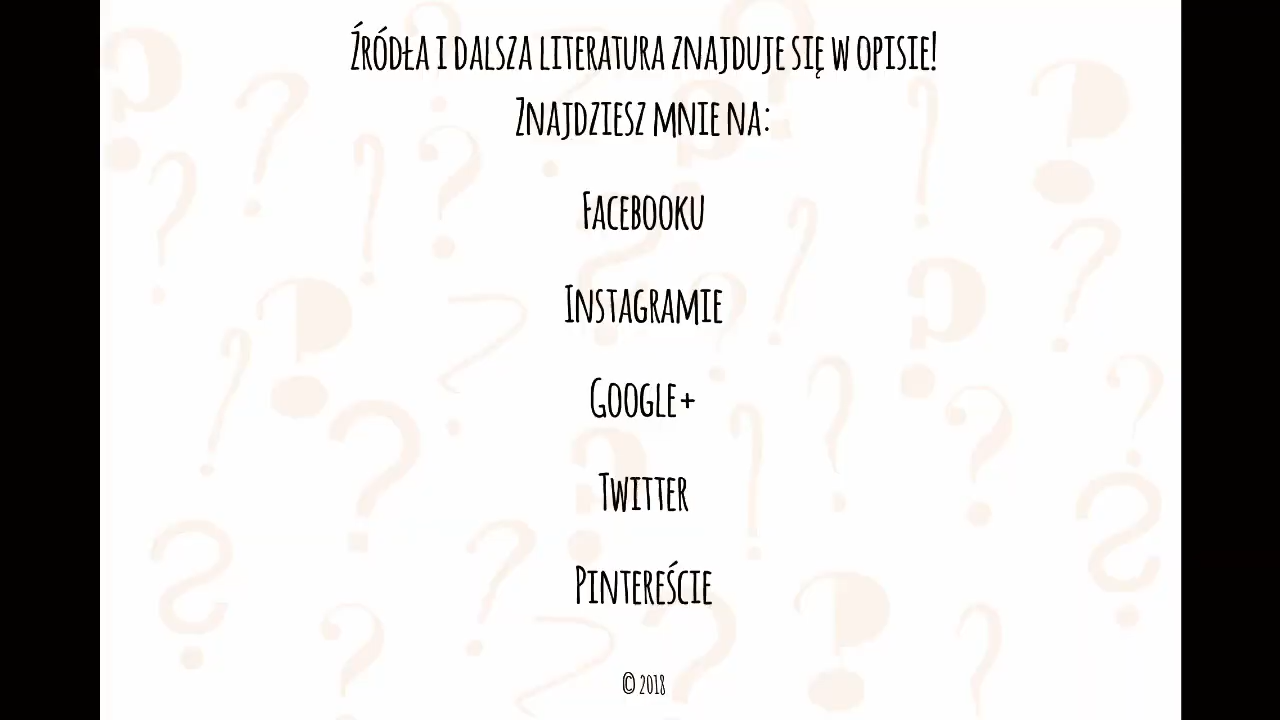 Źródła i dalsza literatura znajduje się w opisie!
Znajdziesz mnie na:
Facebooku
Instagramie
Google+
Twitter
Pintereście
© 2018